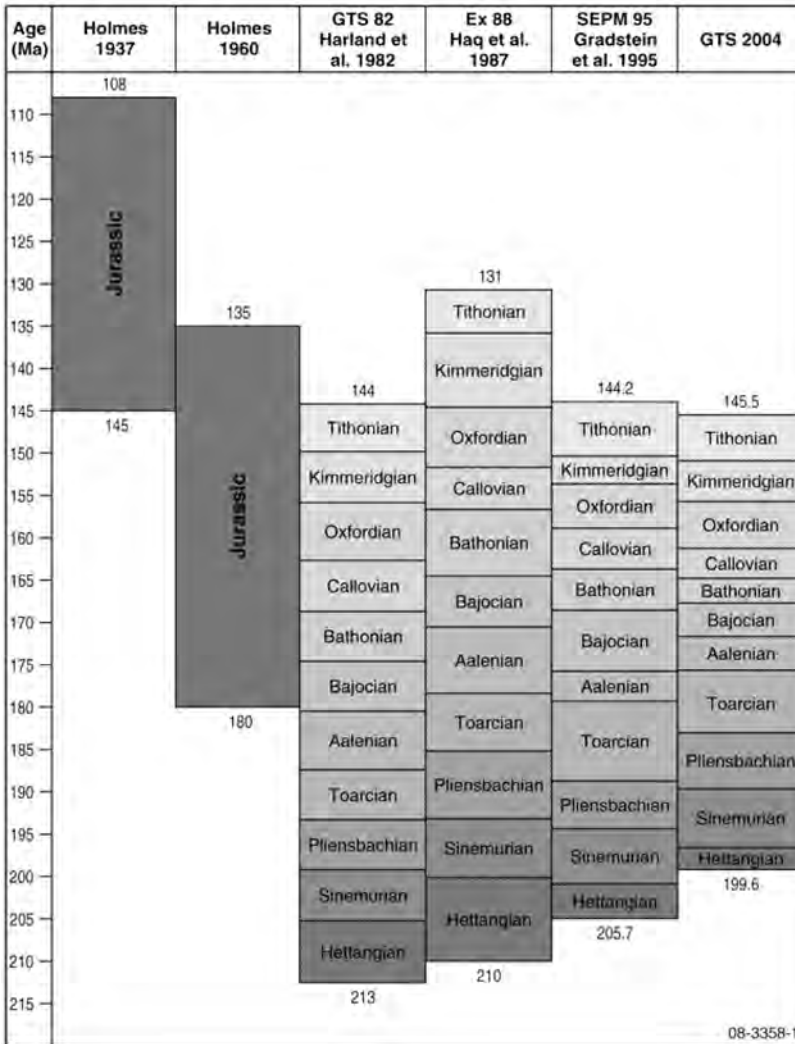 Age
(Ma)
Holmes
1937
Holmes
1960
GTS 82
Harland et
al. 1982
Ex 88
Haq et al.
1987
SEPM 95
Gradstein
et al. 1995
GTS 2004
110
115
120
125
130
135
140
145
150
155
160
165
170
175
180
185
190
195
200
205
210
215
108
Jurassic
145
135
Jurassic
180
144
Tithonian
Kimmeridgian
Oxfordian
Callovian
Bathonian
Bajocian
Aalenian
Toarcian
Pliensbachian
Sinemurian
Hettangian
213
131
Tithonian
Kimmeridgian
Oxfordian
Callovian
Bathonian
Bajocian
Aalenian
Toarcian
Pliensbachian
Sinemurian
Hettangian
210
144.2
Tithonian
Kimmeridgian
Oxfordian
Callovian
Bathonian
Bajocian
Aalenian
Toarcian
Pliensbachian
Sinemurian
Hettangian
205.7
145.5
Tithonian
Kimmeridgian
Oxfordian
Callovian
Bathonian
Bajocian
Aalenian
Toarcian
Pliensbachian
Sinemurian
Hettangian
199.6
08-3358-1